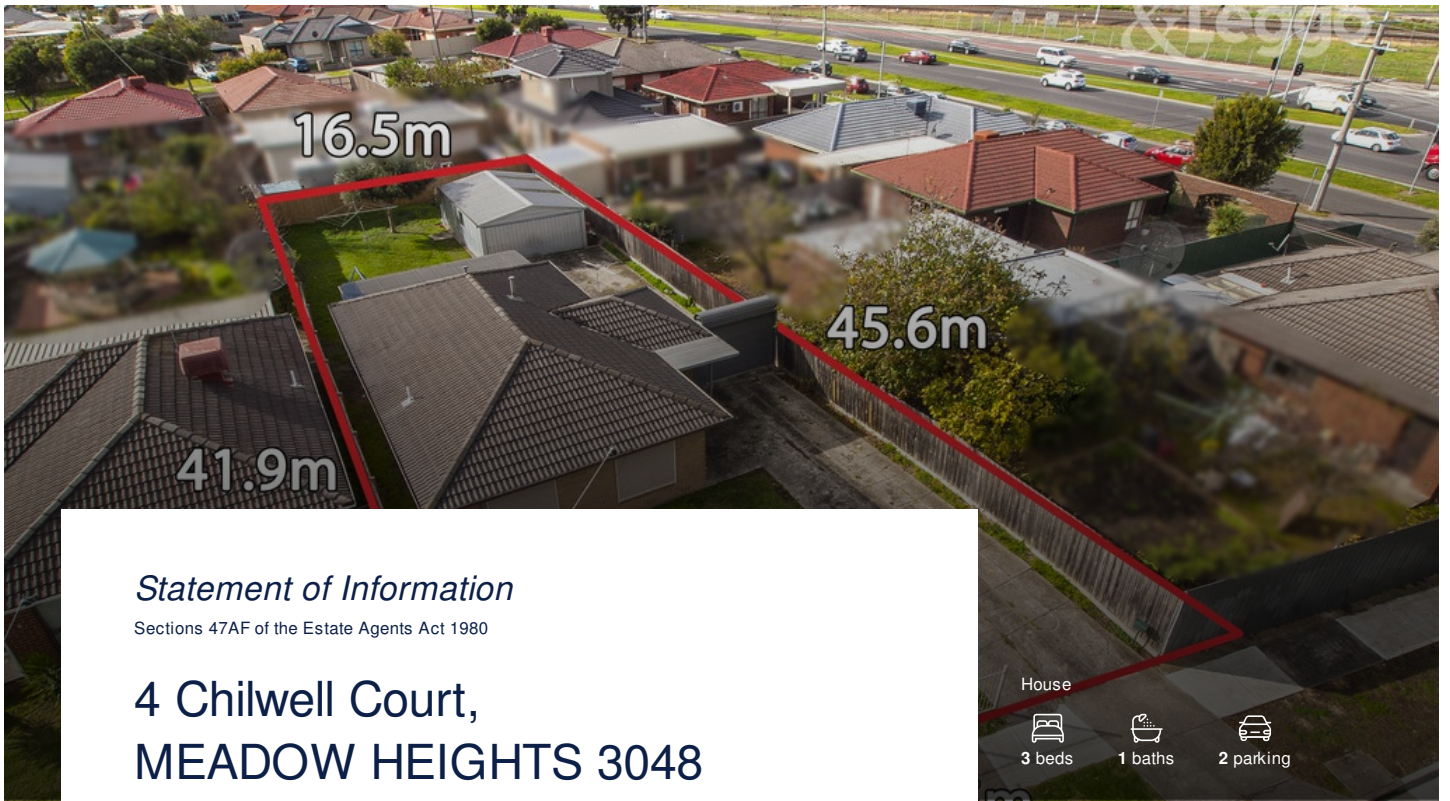 & Leggo
16.5m
45.6m
41.9m
Statement of Information
Sections 47AF of the Estate Agents Act 1980
4 Chilwell Court,
MEADOW HEIGHTS 3048
House
3 beds 1 baths 2 parking